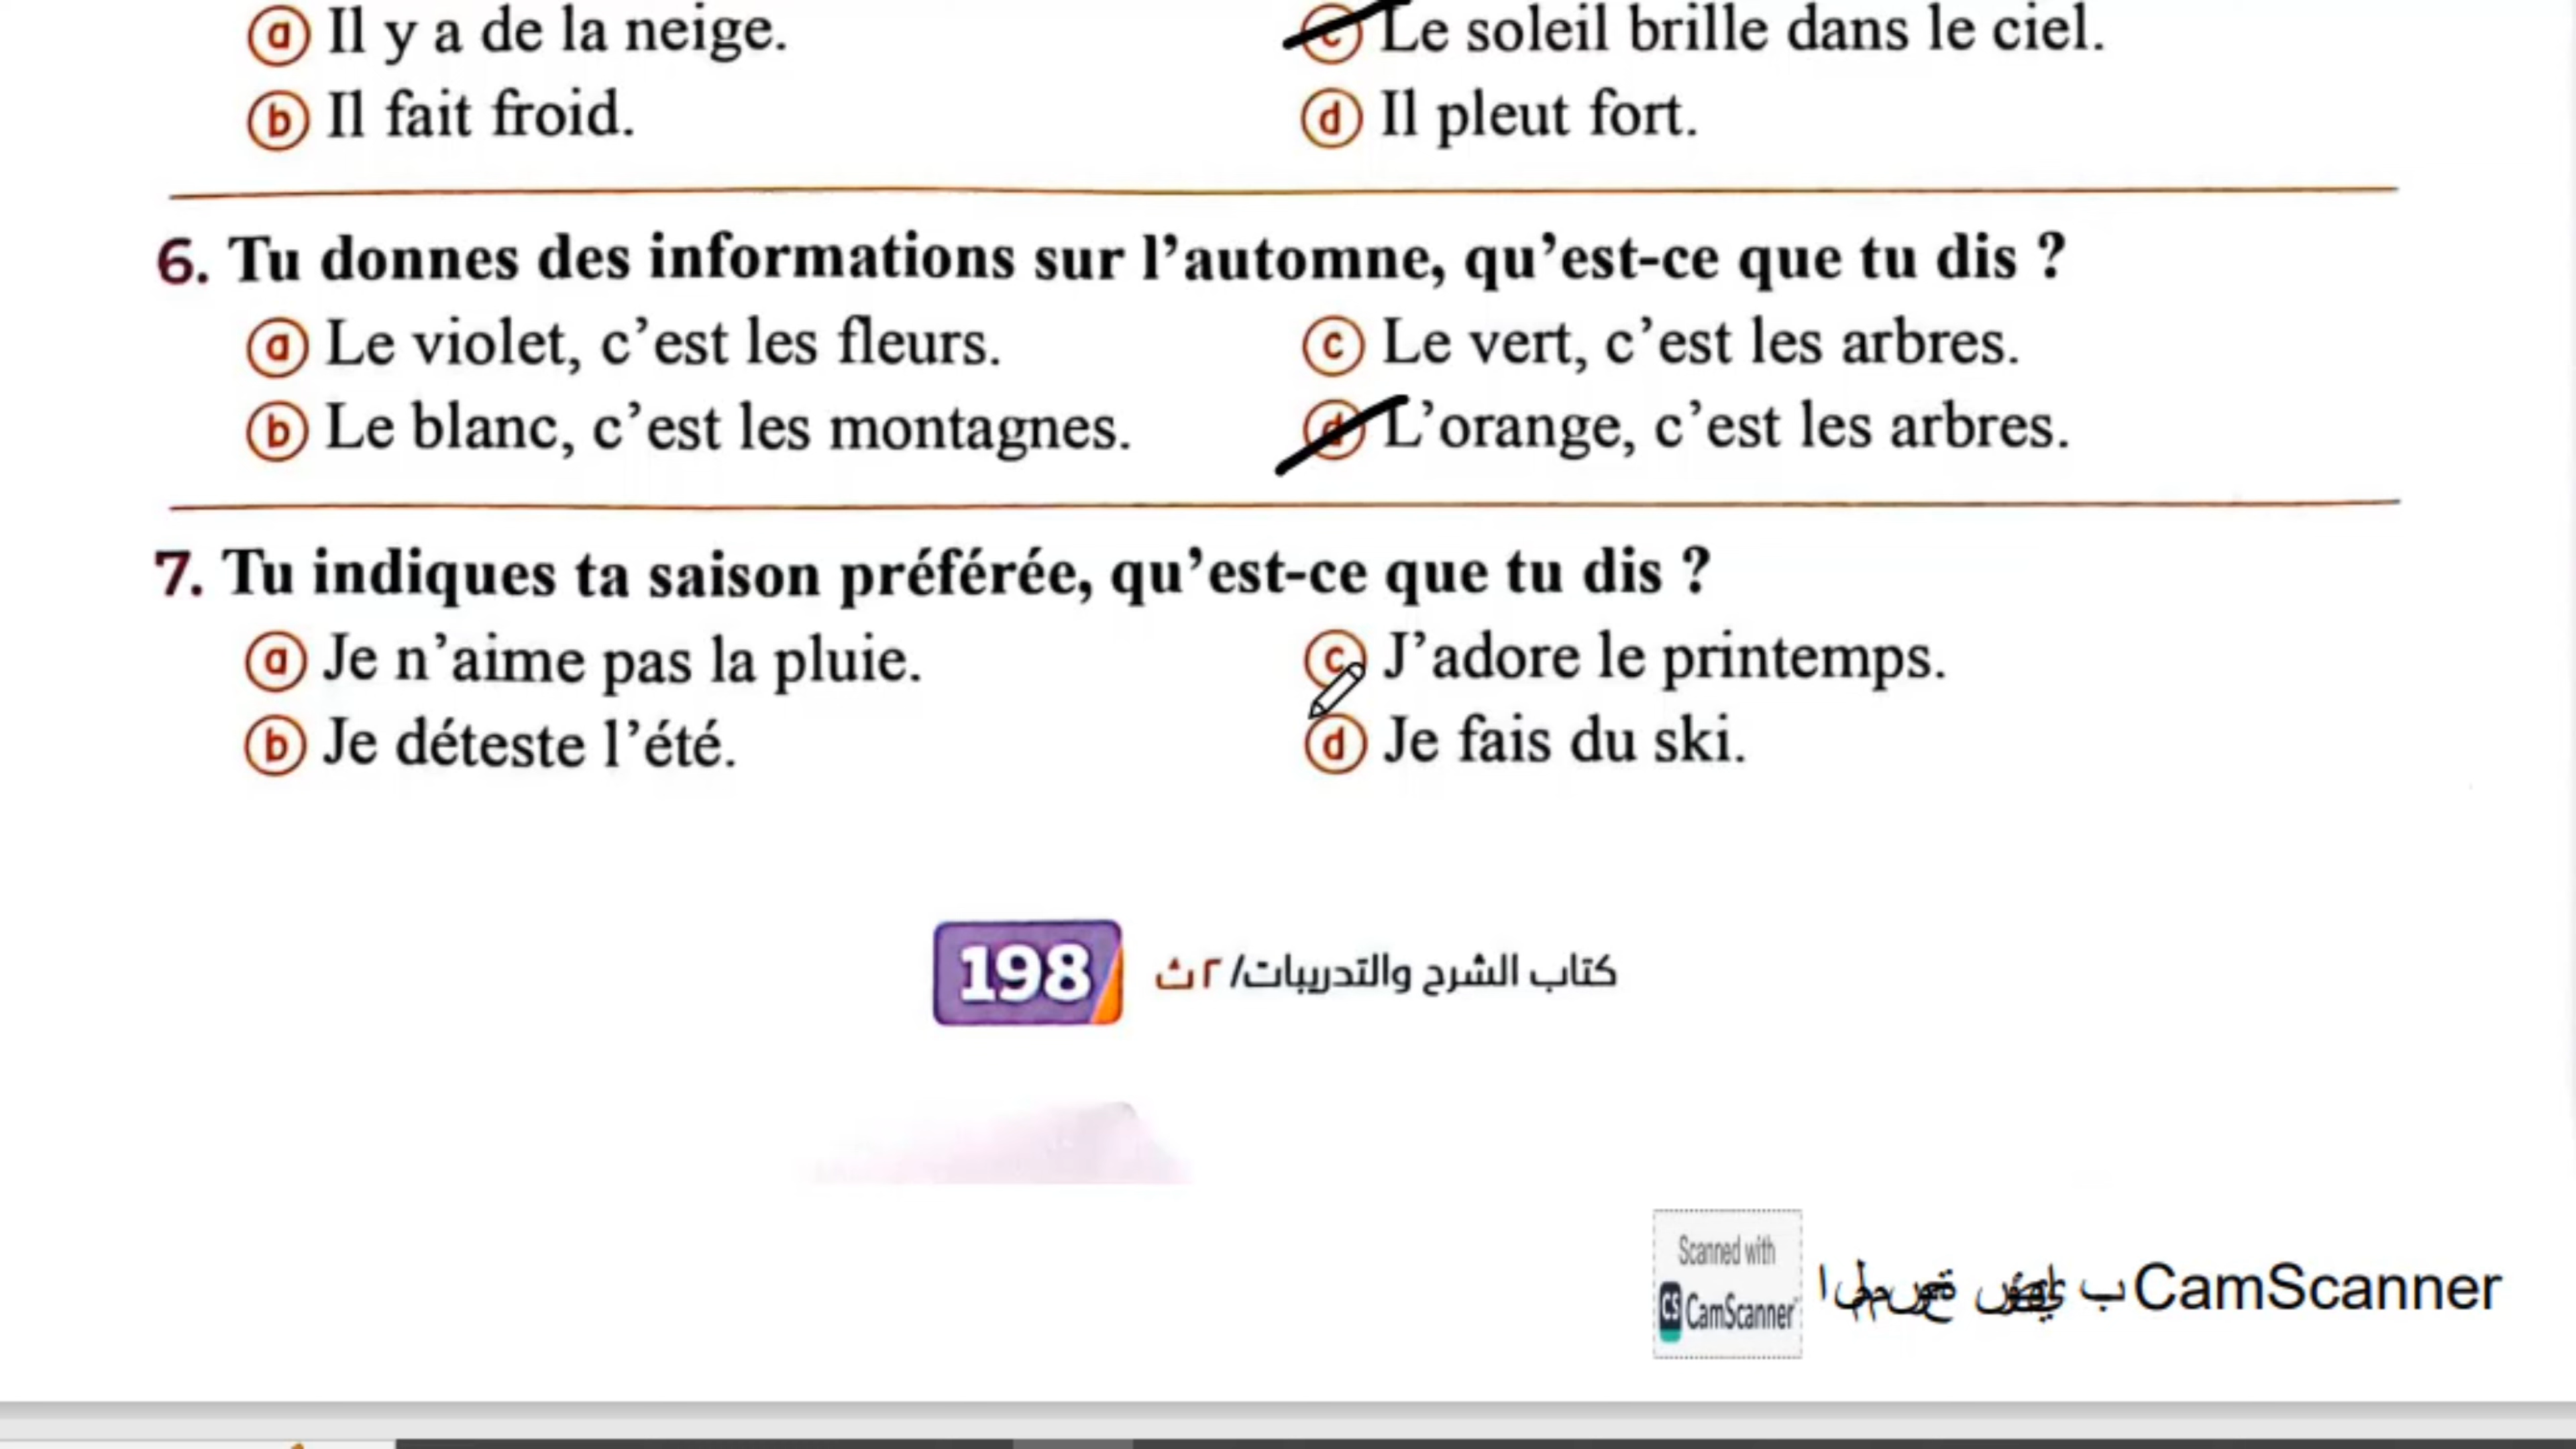 a Il y a de la neige.
c Le soleil brille dans le ciel.
b Il fait froid.
d Il pleut fort.
6. Tu donnes des informations sur l'automne, qu'est-ce que tu dis ?
a Le violet, c'est les fleurs.
c Le vert, c'est les arbres.
b Le blanc, c'est les montagnes.
d L'orange, c'est les arbres.
7. Tu indiques ta saison préférée, qu'est-ce que tu dis ?
a Je n'aime pas la pluie.
c J'adore le printemps.
b Je déteste l'été.
d Je fais du ski.
198 كتاب الشرح والتدريبات/ ٢ث
Scanned with
CS CamScanner
ب CamScanner